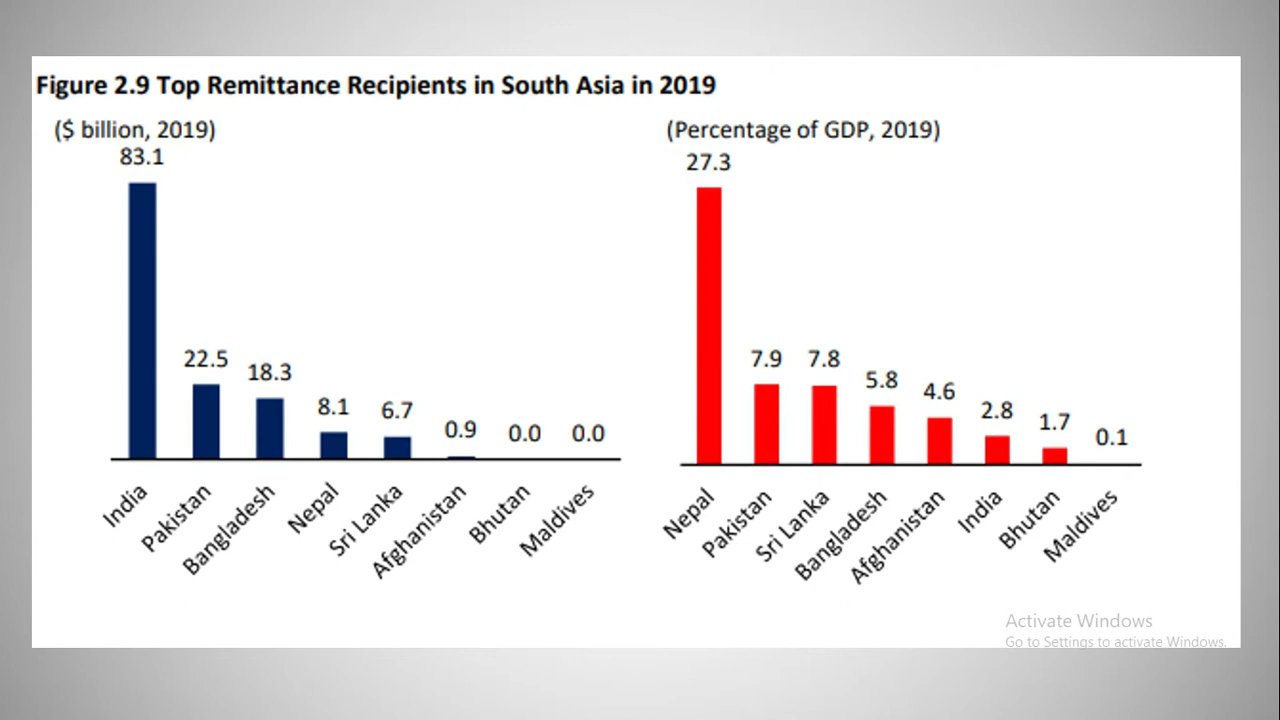 Figure 2.9 Top Remittance Recipients in South Asia in 2019
($ billion, 2019)
83.1
22.5
18.3
8.1
6.7
0.9
0.0
0.0
India
Pakistan
Bangladesh
Nepal
Sri Lanka
Afghanistan
Bhutan
Maldives
(Percentage of GDP, 2019)
27.3
7.9
7.8
5.8
4.6
2.8
1.7
0.1
Nepal
Pakistan
Sri Lanka
Bangladesh
Afghanistan
India
Bhutan
Maldives
Activate Windows
Go to Settings to activate Windows.